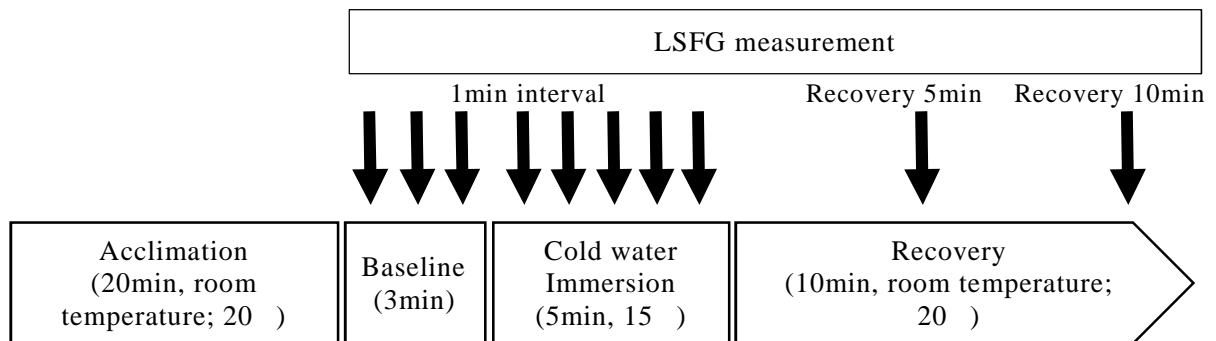 LSFG measurement
1min interval
Recovery 5min
Recovery 10min
Acclimation
(20min, room
temperature; 20 )
Baseline
(3min)
Cold water
Immersion
(5min, 15 )
Recovery
(10min, room temperature;
20 )